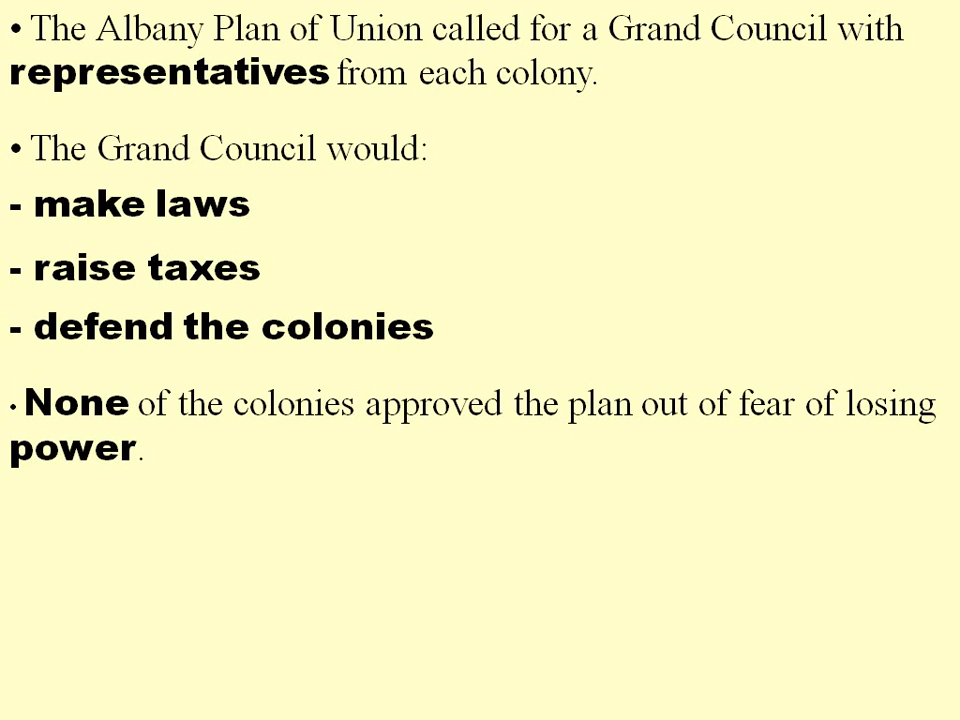 • The Albany Plan of Union called for a Grand Council with
representatives from each colony.
• The Grand Council would:
- make laws
- raise taxes
- defend the colonies
• None of the colonies approved the plan out of fear of losing
power.